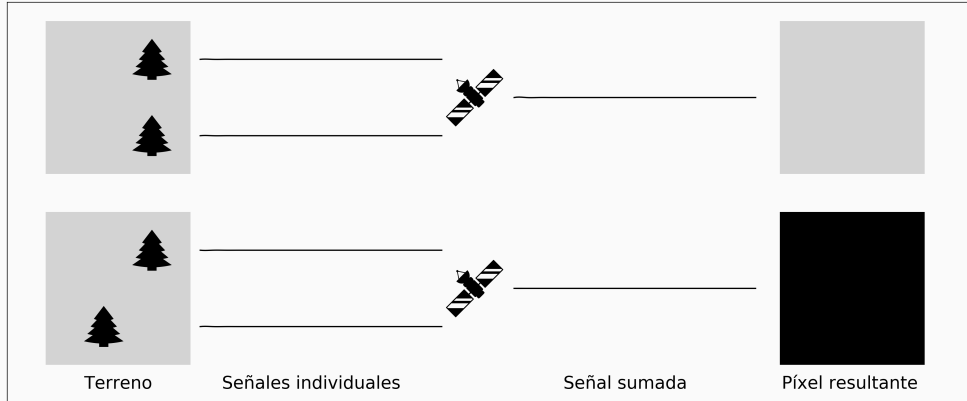 Terreno
Señales individuales
Señal sumada
Píxel resultante